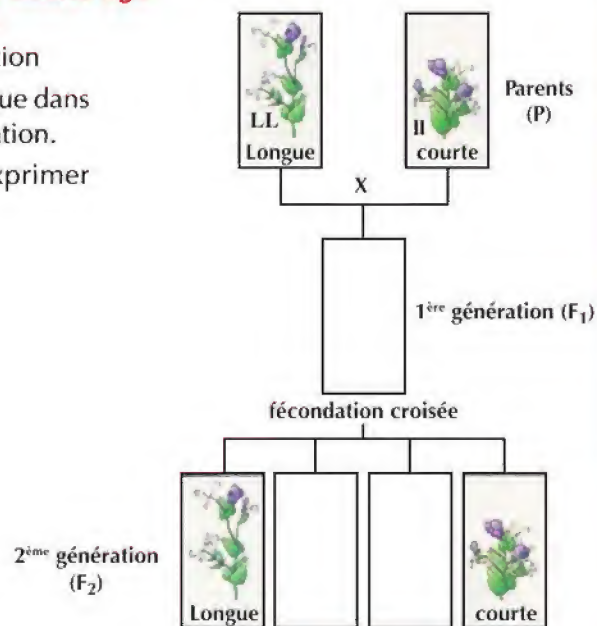 tion
ue dans
ation.
xprimer
LL
Longue
ll
courte
Parents
(P)
X
1ère génération (F1)
fécondation croisée
2ème génération
(F2)
Longue
courte